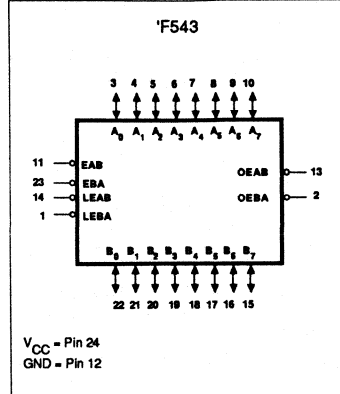 'F543
3 4 5 6 7 8 9 10
A0 A1 A2 A3 A4 A5 A6 A7
11 EAB
OEAB 13
23 EBA
14 LEAB
OEBA 2
1 LEBA
B0 B1 B2 B3 B4 B5 B6 B7
22 21 20 19 18 17 16 15
VCC = Pin 24
GND = Pin 12